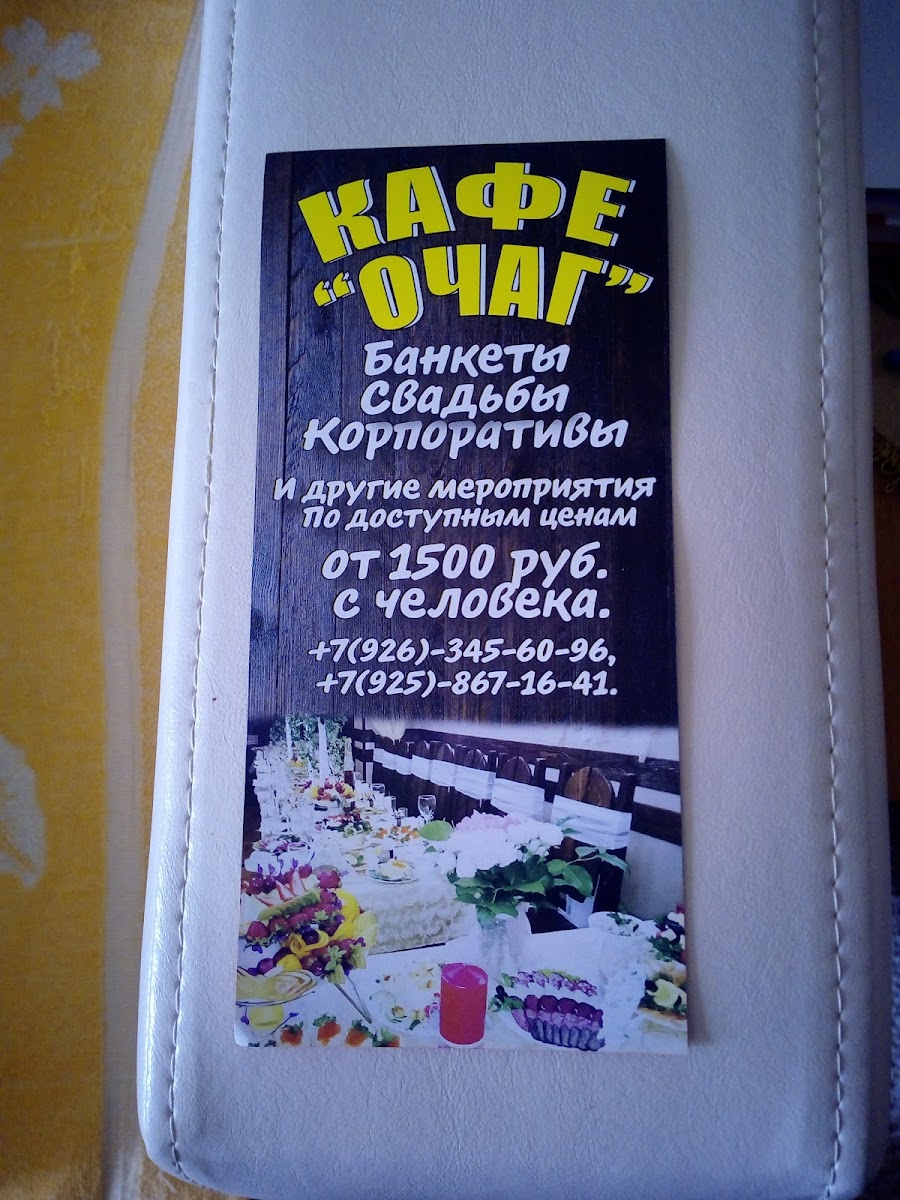 КАФЕ
“ОЧАГ”
Банкеты
Свадьбы
Корпоративы
и другие мероприятия
по доступным ценам
от 1500 руб.
с человека.
+7(926)-345-60-96,
+7(925)-867-16-41.